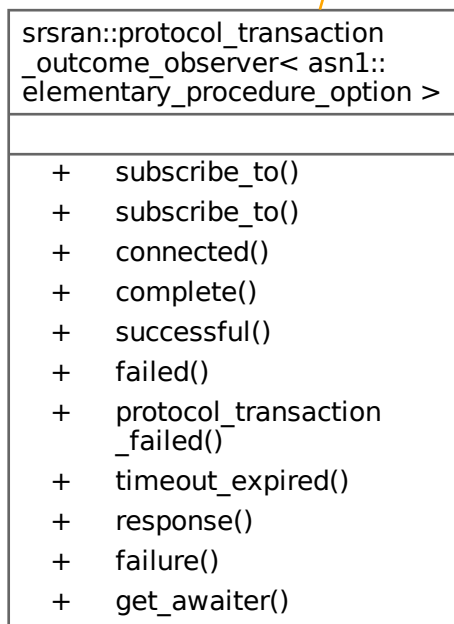 srsran::protocol_transaction
_outcome_observer< asn1::
elementary_procedure_option >
+ subscribe_to()
+ subscribe_to()
+ connected()
+ complete()
+ successful()
+ failed()
+ protocol_transaction
_failed()
+ timeout_expired()
+ response()
+ failure()
+ get_awaiter()